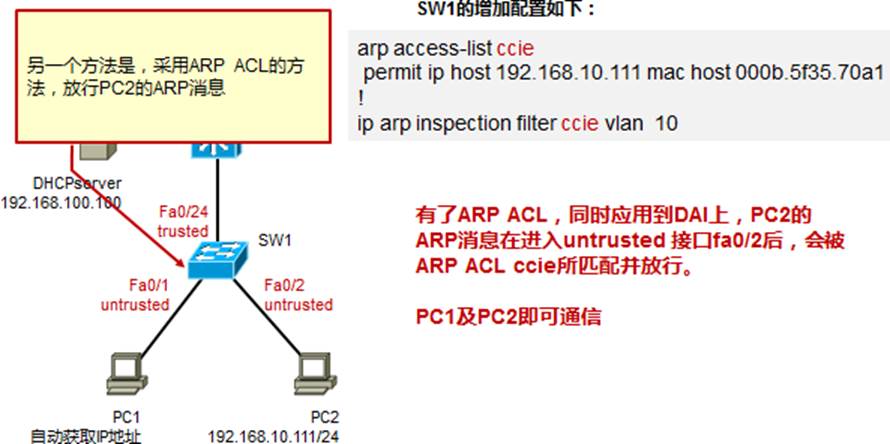 SW1的增加配置如下：
另一个方法是，采用ARP ACL的方
法，放行PC2的ARP消息
arp access-list ccie
permit ip host 192.168.10.111 mac host 000b.5f35.70a1
!
ip arp inspection filter ccie vlan 10
DHCPserver
192.168.100.100
Fa0/24
trusted
SW1
Fa0/1
untrusted
Fa0/2
untrusted
有了ARP ACL，同时应用到DAI上，PC2的
ARP消息在进入untrusted 接口fa0/2后，会被
ARP ACL ccie所匹配并放行。
PC1及PC2即可通信
PC1
自动获取IP地址
PC2
192.168.10.111/24